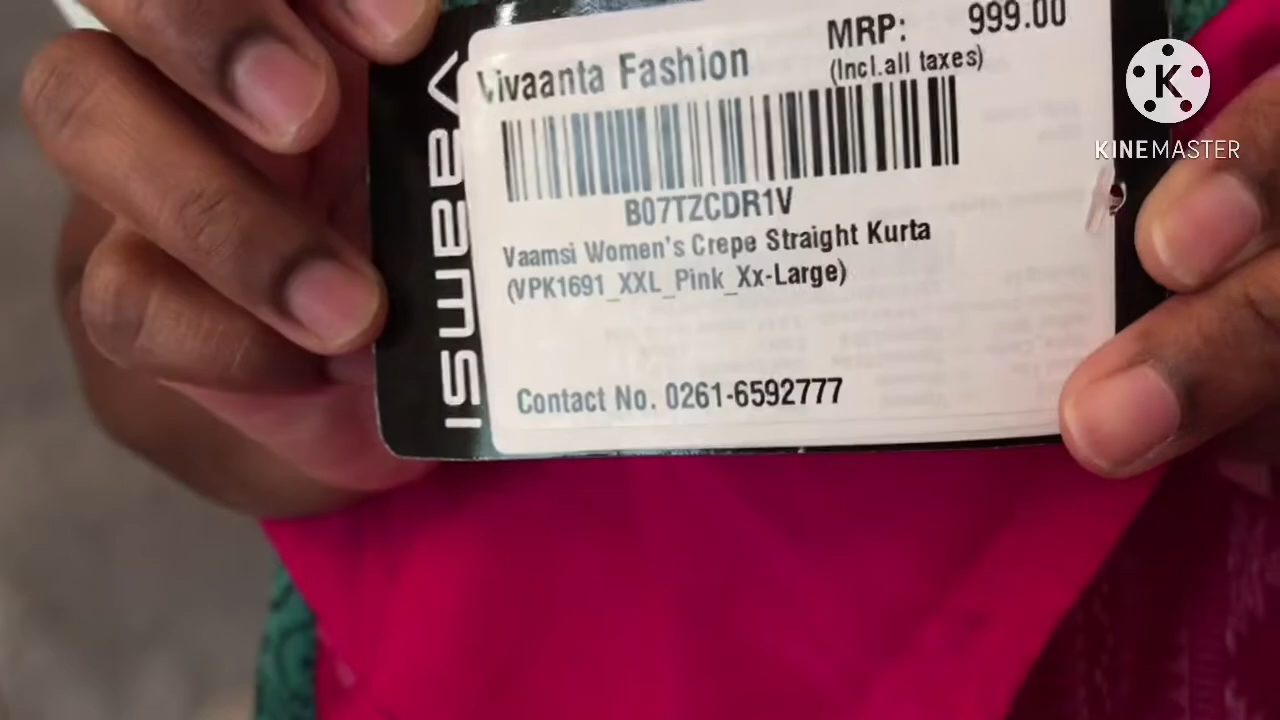 Vivaanta Fashion
MRP: 999.00
(Incl.all taxes)
B07TZCDR1V
Vaamsi Women's Crepe Straight Kurta
(VPK1691_XXL_Pink_Xx-Large)
Contact No. 0261-6592777
vaamsi
K
KINEMASTER